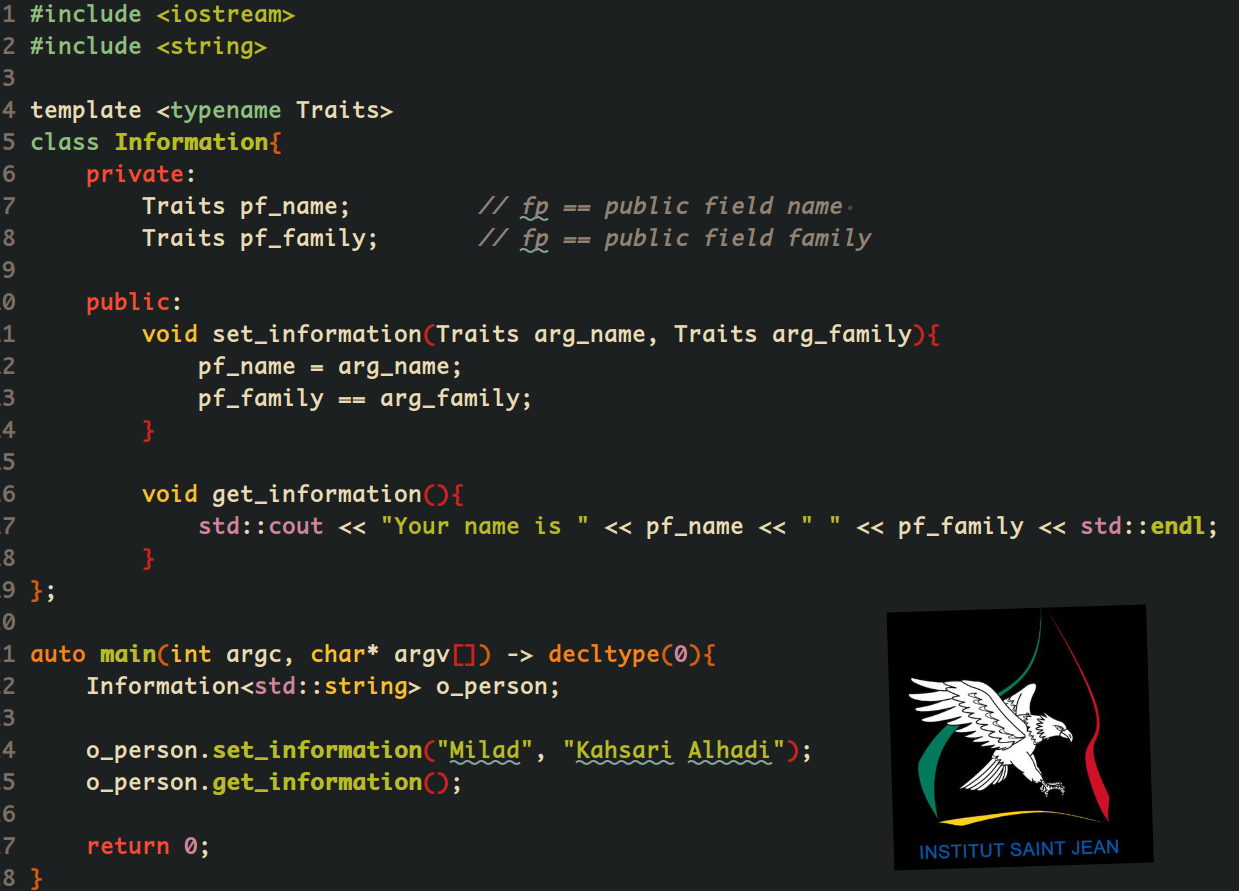 1 #include <iostream>
2 #include <string>
3
4 template <typename Traits>
5 class Information{
6     private:
7         Traits pf_name;         // fp == public field name
8         Traits pf_family;       // fp == public field family
9
0     public:
1         void set_information(Traits arg_name, Traits arg_family){
2             pf_name = arg_name;
3             pf_family == arg_family;
4         }
5
6         void get_information(){
7             std::cout << "Your name is " << pf_name << " " << pf_family << std::endl;
8         }
9 };
0
1 auto main(int argc, char* argv[]) -> decltype(0){
2     Information<std::string> o_person;
3
4     o_person.set_information("Milad", "Kahsari Alhadi");
5     o_person.get_information();
6
7     return 0;
8 }
INSTITUT SAINT JEAN